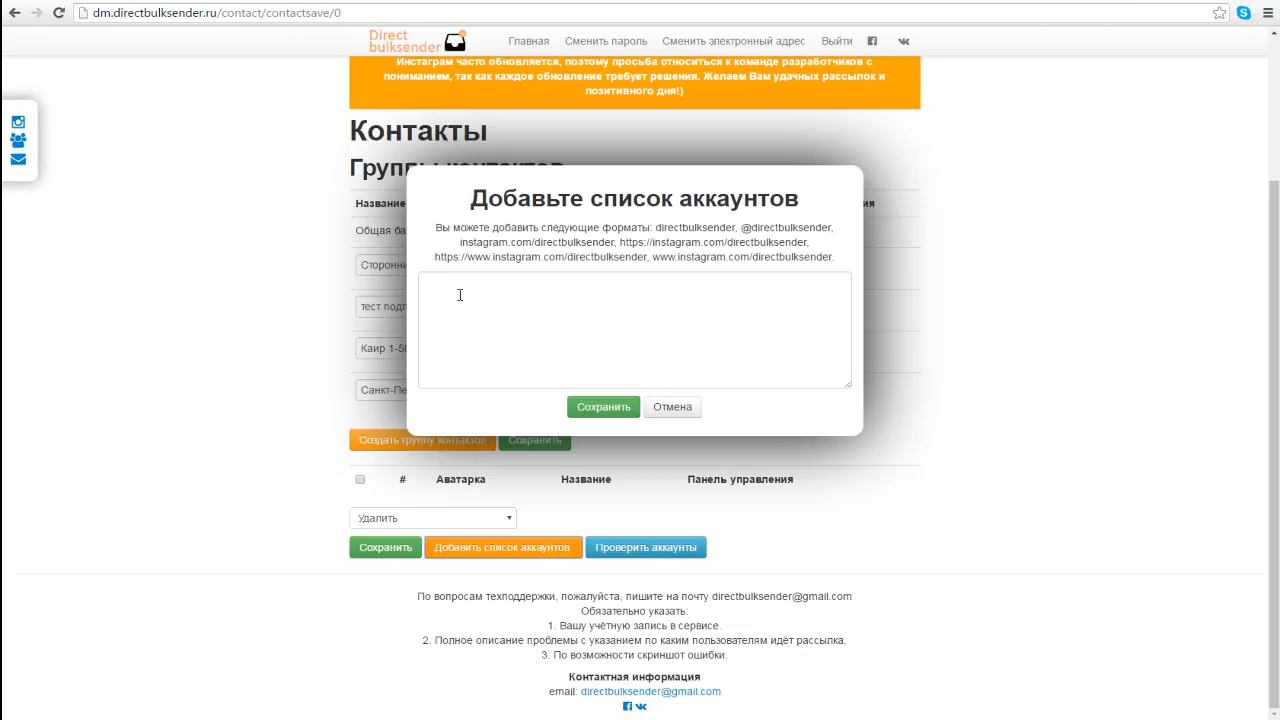 dm.directbulksender.ru/contact/contactsave/0
Direct
bulksender
Главная
Сменить пароль
Сменить электронный адрес
Выйти
Инстаграм часто обновляется, поэтому просьба относиться к команде разработчиков с
пониманием, так как каждое обновление требует решения. Желаем Вам удачных рассылок и
позитивного дня!)
Контакты
Группы контактов
Название
Общая ба
Сторонни
тест подп
Каир 1-50
Санкт-Пе
Добавьте список аккаунтов
Вы можете добавить следующие форматы: directbulksender, @directbulksender,
instagram.com/directbulksender, https://instagram.com/directbulksender,
https://www.instagram.com/directbulksender, www.instagram.com/directbulksender.
Сохранить
Отмена
Создать группу контактов
Сохранить
#
Аватарка
Название
Панель управления
Удалить
Сохранить
Добавить список аккаунтов
Проверить аккаунты
По вопросам техподдержки, пожалуйста, пишите на почту directbulksender@gmail.com
Обязательно указать:
1. Вашу учётную запись в сервисе.
2. Полное описание проблемы с указанием по каким пользователям идёт рассылка.
3. По возможности скриншот ошибки.
Контактная информация
email: directbulksender@gmail.com